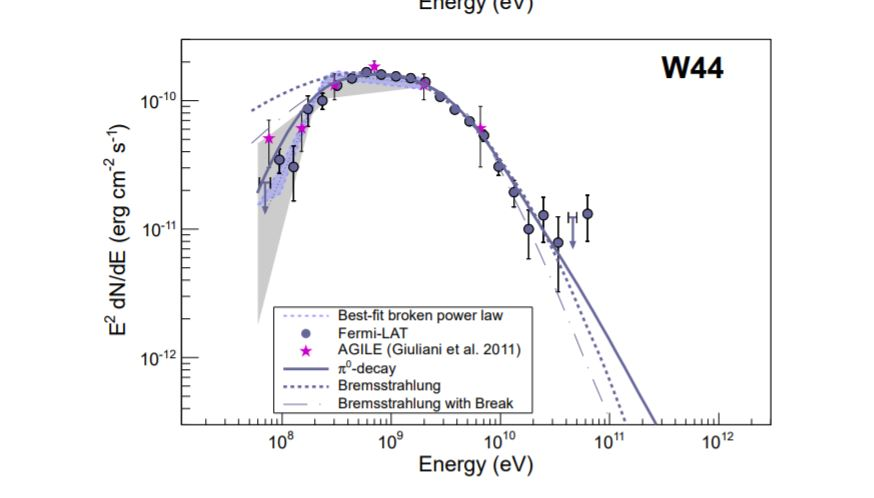 Energy (eV)
W44
E² dN/dE (erg cm⁻² s⁻¹)
10⁻¹⁰
10⁻¹¹
10⁻¹²
Best-fit broken power law
Fermi-LAT
AGILE (Giuliani et al. 2011)
π⁰-decay
Bremsstrahlung
Bremsstrahlung with Break
10⁸ 10⁹ 10¹⁰ 10¹¹ 10¹²
Energy (eV)